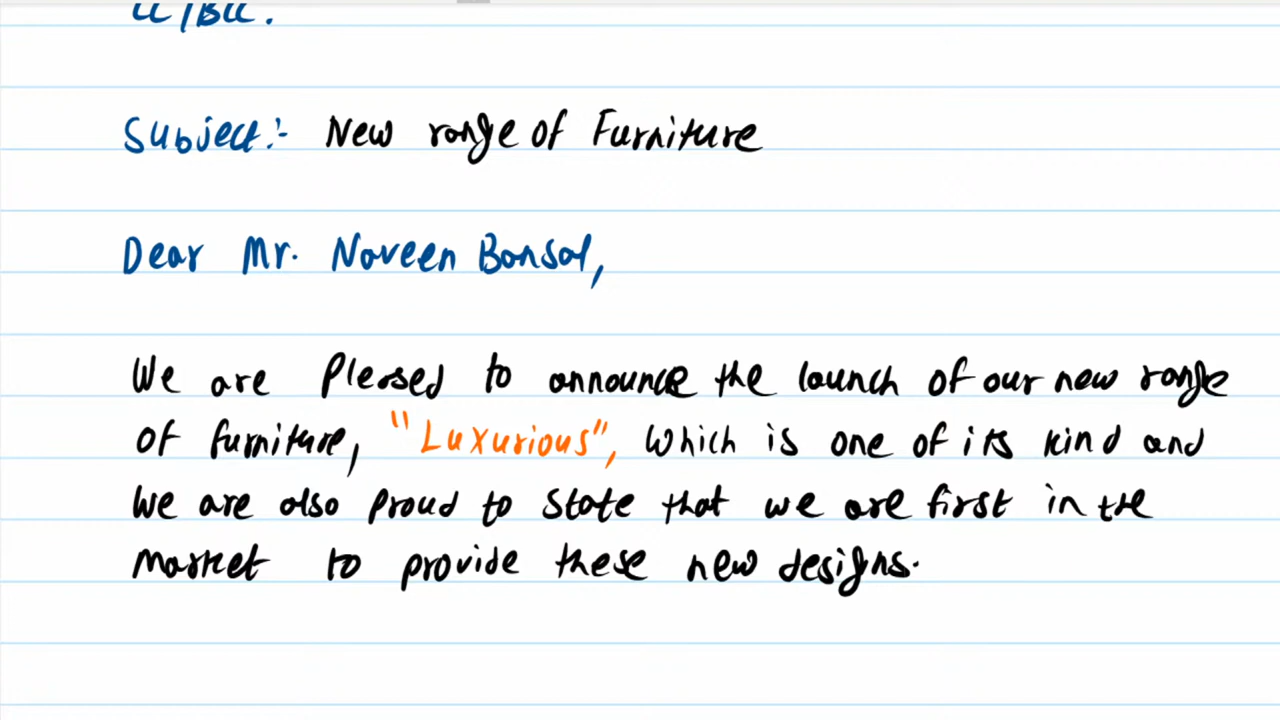 CC/BCC.
Subject:- New range of Furniture
Dear Mr. Naveen Bansal,
We are Pleased to announce the launch of our new range
of furniture, "Luxurious", which is one of its kind and
We are also proud to state that we are first in the
market to provide these new designs.